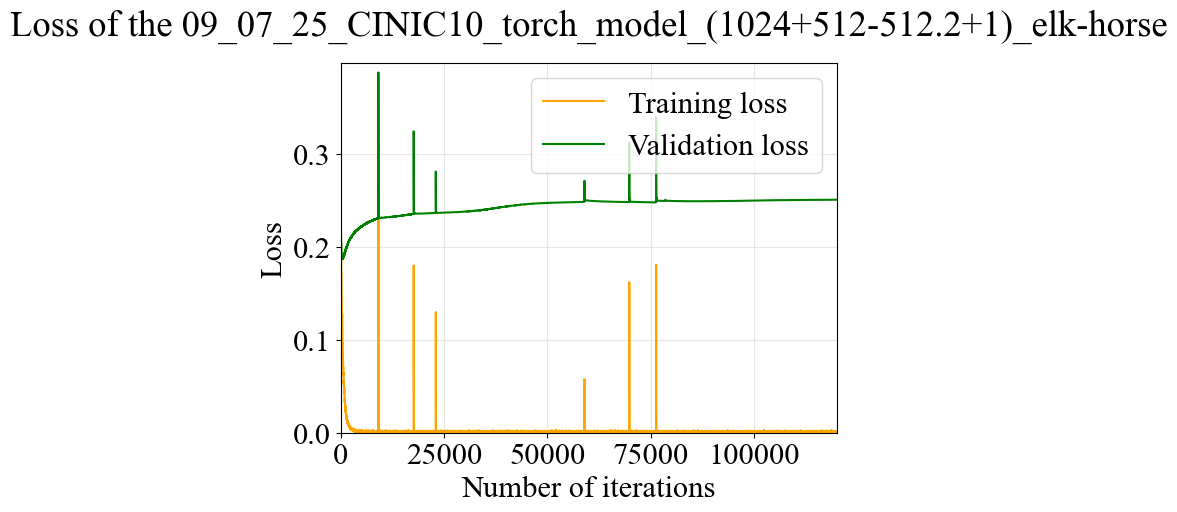 Loss of the 09_07_25_CINIC10_torch_model_(1024+512-512.2+1)_elk-horse
Training loss
Validation loss
0.3
0.2
0.1
0.0
Loss
0 25000 50000 75000 100000
Number of iterations